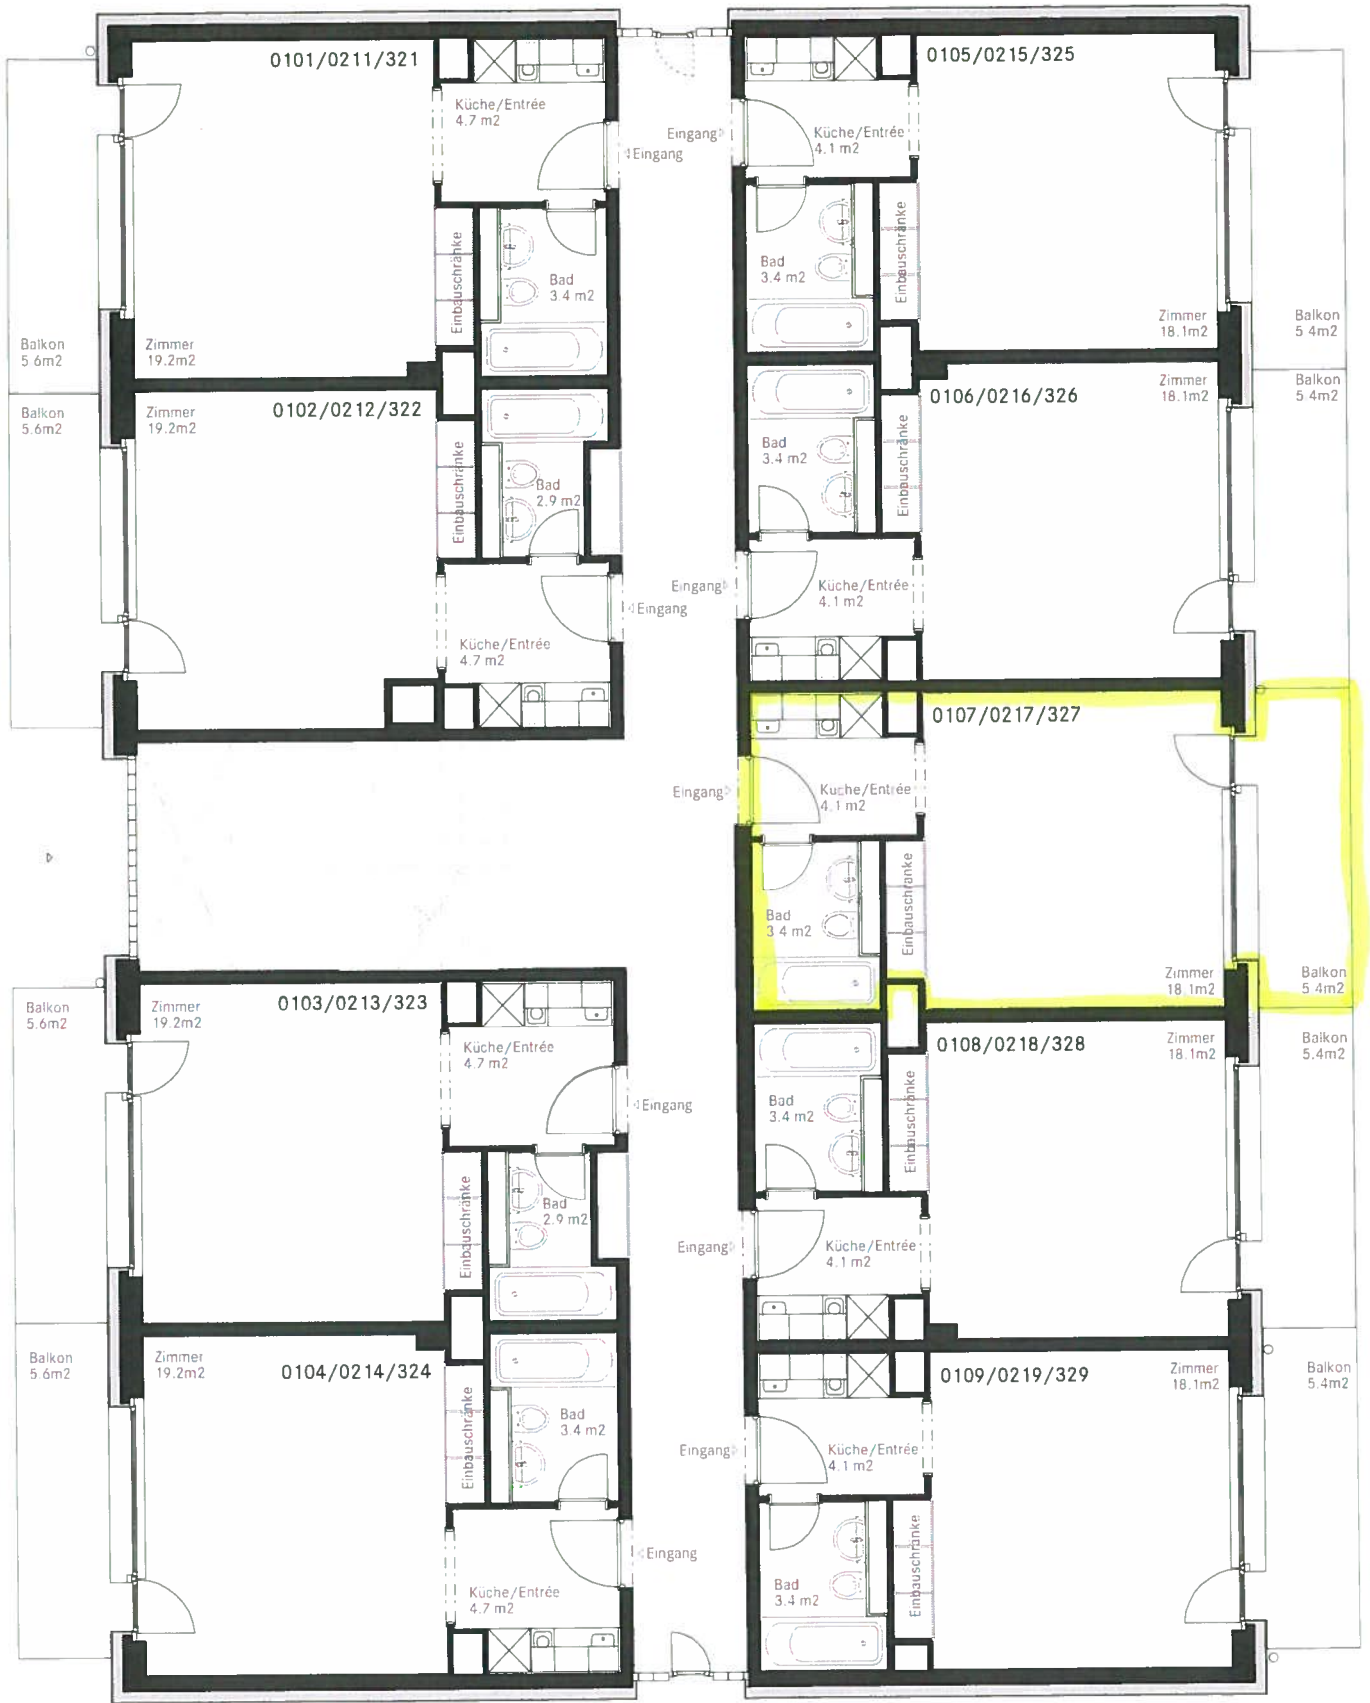 0101/0211/321
Küche/Entrée
4.7 m2
Eingang
Einbauschränke
Bad
3.4 m2
Balkon
5 6m2
Zimmer
19.2m2
Balkon
5.6m2
Zimmer
19.2m2
0102/0212/322
Einbauschränke
Bad
2.9 m2
Eingang
Küche/Entrée
4.7 m2
Balkon
5.6m2
Zimmer
19.2m2
0103/0213/323
Küche/Entrée
4.7 m2
Eingang
Einbauschränke
Bad
2.9 m2
Balkon
5.6m2
Zimmer
19.2m2
0104/0214/324
Einbauschränke
Bad
3.4 m2
Eingang
Küche/Entrée
4.7 m2
0105/0215/325
Eingang
Küche/Entrée
4.1 m2
Bad
3.4 m2
Einbauschränke
Zimmer
18.1m2
Balkon
5 4m2
0106/0216/326
Zimmer
18.1m2
Balkon
5.4m2
Bad
3.4 m2
Einbauschränke
Eingang
Küche/Entrée
4.1 m2
0107/0217/327
Eingang
Küche/Entrée
4.1 m2
Bad
3 4 m2
Einbauschränke
Zimmer
18.1m2
Balkon
5 4m2
0108/0218/328
Zimmer
18.1m2
Balkon
5.4m2
Bad
3.4 m2
Einbauschränke
Eingang
Küche/Entrée
4.1 m2
0109/0219/329
Zimmer
18.1m2
Balkon
5.4m2
Eingang
Küche/Entrée
4.1 m2
Bad
3.4 m2
Einbauschränke